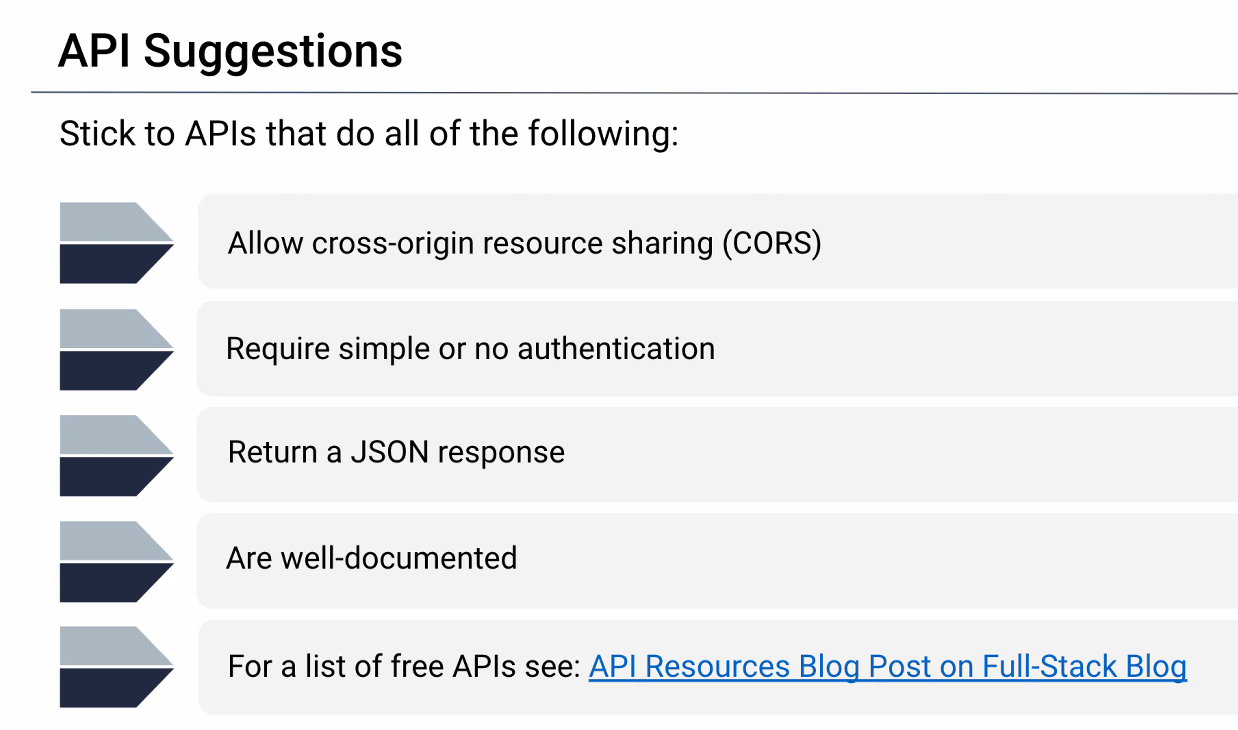 API Suggestions
Stick to APIs that do all of the following:
Allow cross-origin resource sharing (CORS)
Require simple or no authentication
Return a JSON response
Are well-documented
For a list of free APIs see: API Resources Blog Post on Full-Stack Blog